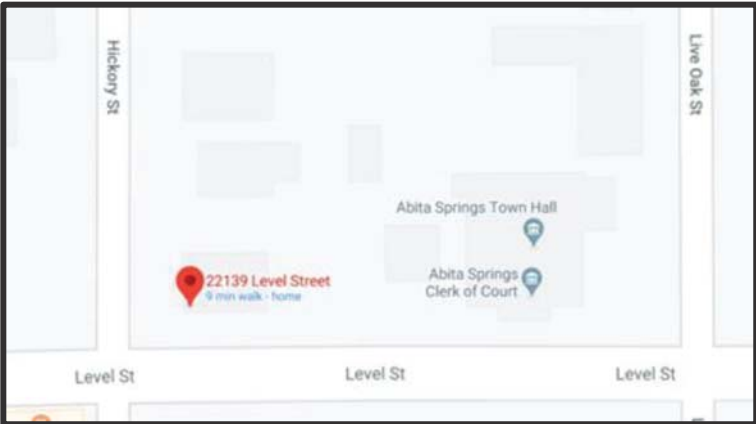 Hickory St
Live Oak St
Abita Springs Town Hall
22139 Level Street
9 min walk - home
Abita Springs
Clerk of Court
Level St
Level St
Level St